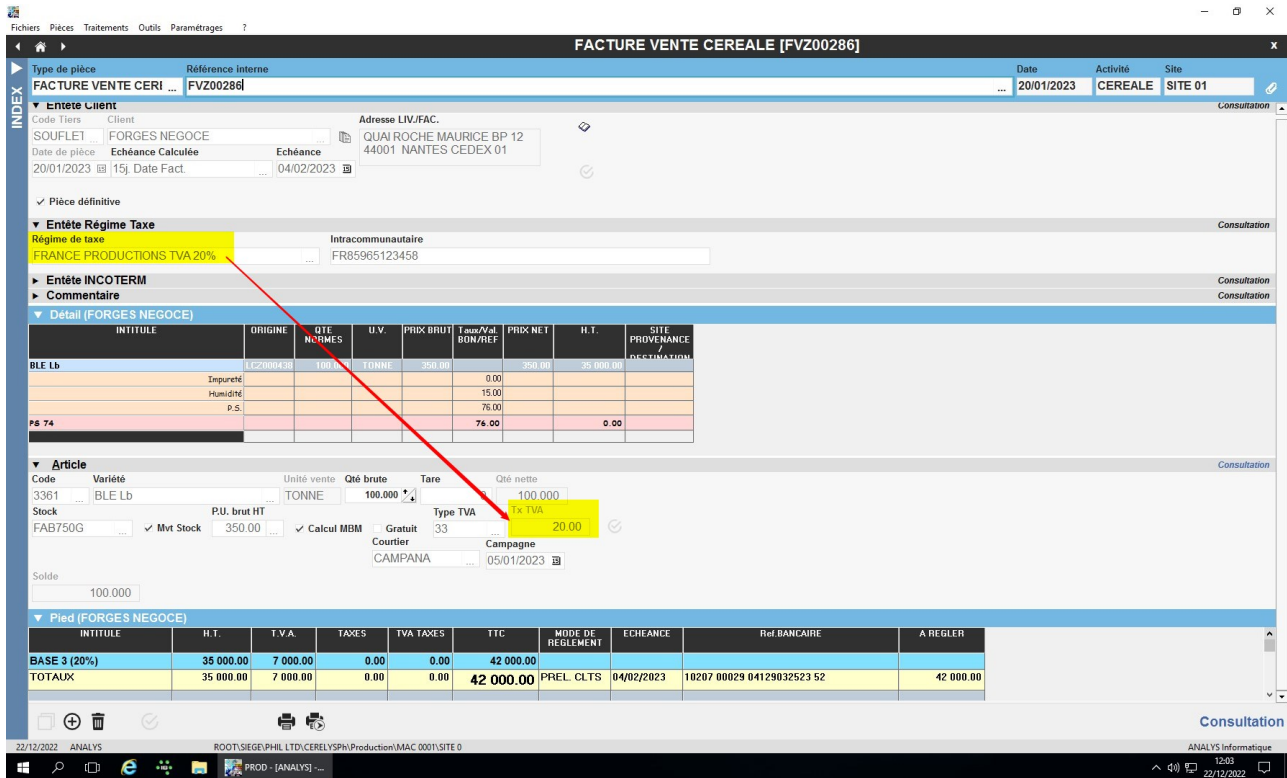 Fichiers Pièces Traitements Outils Paramétrages ?
FACTURE VENTE CEREALE [FVZ00286] x
Type de pièce Référence interne Date Activité Site
FACTURE VENTE CERI ... FVZ00286 ... 20/01/2023 CEREALE SITE 01
INDEX
Entête Client Consultation
Code Tiers Client Adresse LIV./FAC.
SOUFLET ... FORGES NEGOCE ... QUAI ROCHE MAURICE BP 12
44001 NANTES CEDEX 01
Date de pièce Echéance Calculée Echéance
20/01/2023 15j. Date Fact. ... 04/02/2023
Pièce définitive
Entête Régime Taxe Consultation
Régime de taxe Intracommunautaire
FRANCE PRODUCTIONS TVA 20% ... FR85965123458
Entête INCOTERM Consultation
Commentaire Consultation
Détail (FORGES NEGOCE)
INTITULE ORIGINE QTE NORMES U.V. PRIX BRUT Taux/Val. BON/REF PRIX NET H.T. SITE PROVENANCE / DESTINATION
BLE Lb LCZ000438 100.000 TONNE 350.00 350.00 35 000.00
Impureté 0.00
Humidité 15.00
P.S. 76.00
PS 74 76.00 0.00
Article Consultation
Code Variété Unité vente Qté brute Tare Qté nette
3361 ... BLE Lb ... TONNE 100.000 0 100.000
Stock P.U. brut HT Type TVA Tx TVA
FAB750G ... Mvt Stock 350.00 ... Calcul MBM Gratuit 33 ... 20.00
Courtier Campagne
CAMPANA ... 05/01/2023
Solde
100.000
Pied (FORGES NEGOCE)
INTITULE H.T. T.V.A. TAXES TVA TAXES TTC MODE DE REGLEMENT ECHEANCE Ref.BANCAIRE A REGLER
BASE 3 (20%) 35 000.00 7 000.00 0.00 0.00 42 000.00
TOTAUX 35 000.00 7 000.00 0.00 0.00 42 000.00 PREL. CLTS 04/02/2023 10207 00029 04129032523 52 42 000.00
Consultation
22/12/2022 ANALYS ROOT\SIEGE\PHIL LTD\CERELYSPh\Production\MAC 0001\SITE 0 ANALYS Informatique
PROD - [ANALYS] -... 12:03
22/12/2022